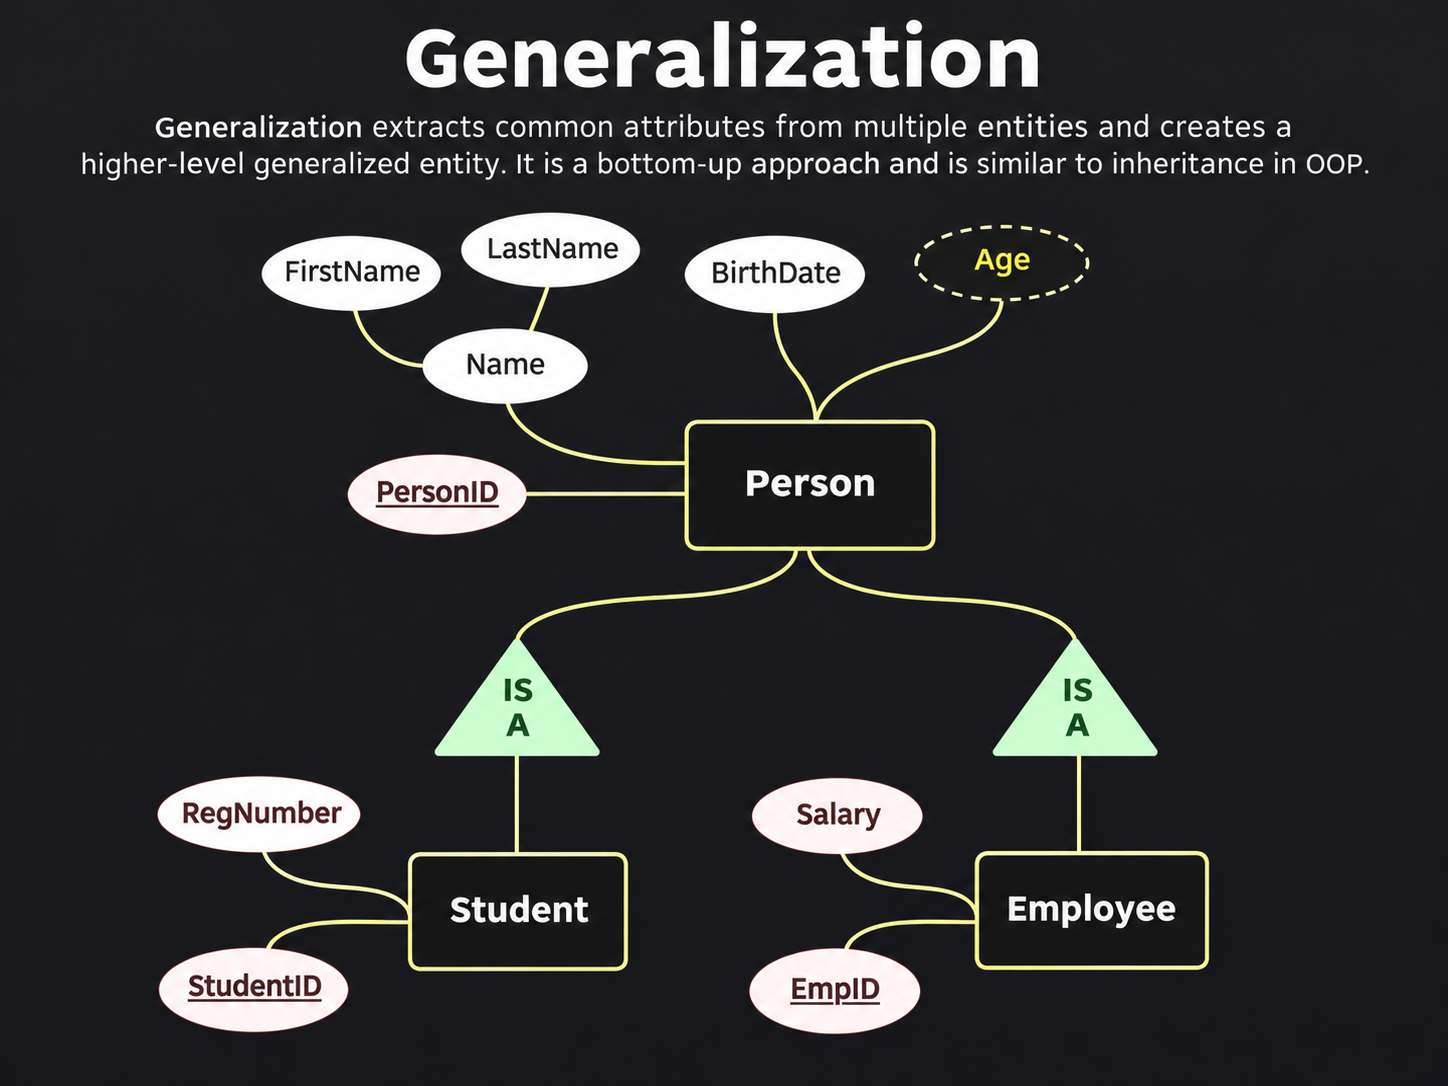 Generalization
Generalization extracts common attributes from multiple entities and creates a
higher-level generalized entity. It is a bottom-up approach and is similar to inheritance in OOP.
LastName
FirstName
BirthDate
Age
Name
Person
PersonID
IS
A
IS
A
RegNumber
Salary
Student
Employee
StudentID
EmpID